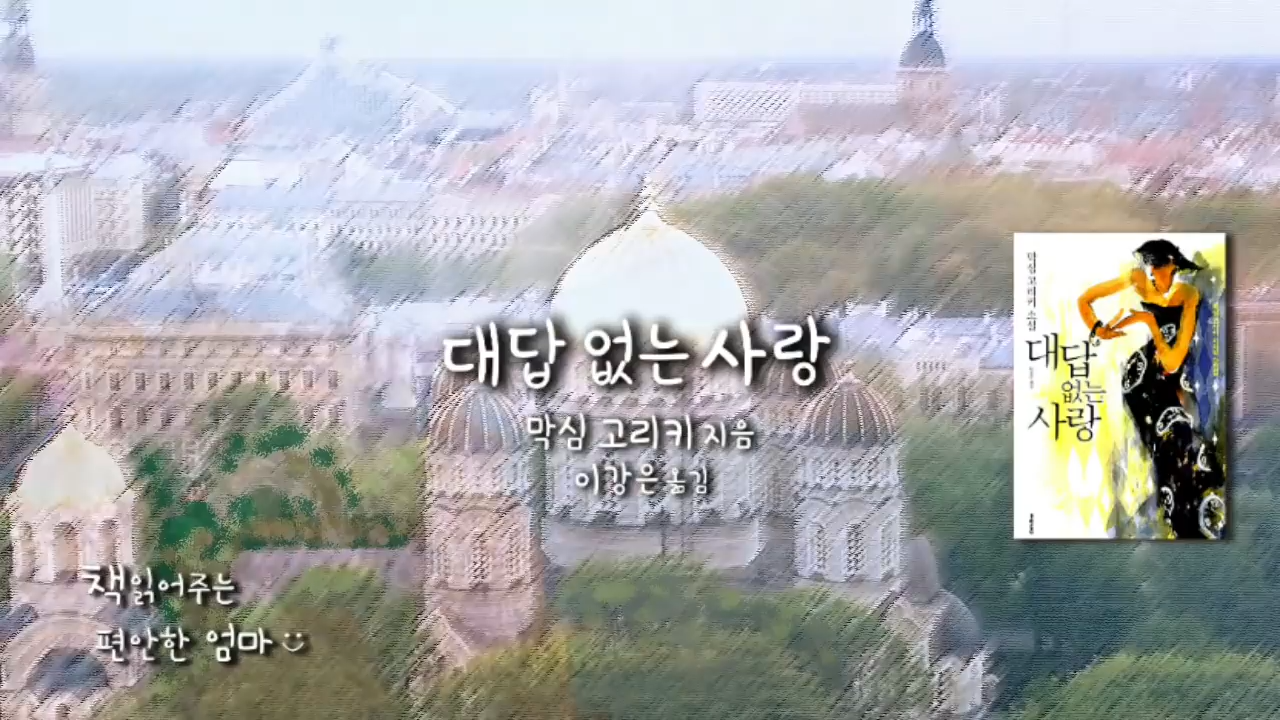 대답 없는 사랑
막심 고리키 지음
이강은 옮김
책읽어주는
편안한 엄마
막심 고리키 소설
대답
없는
사랑